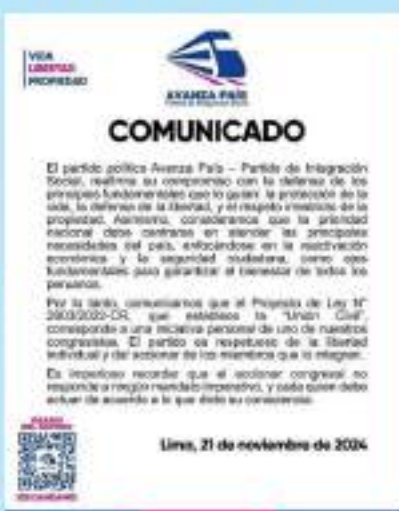 VIDA
LIBERTAD
PROPIEDAD
AVANZA PAÍS
COMUNICADO
El partido político Avanza País – Partido de Integración
Social, reafirma su compromiso con la defensa de los
principios fundamentales que lo guían: la protección de la
vida, la defensa de la libertad, y el respeto irrestricto de la
propiedad. Asimismo, consideramos que la prioridad
nacional debe centrarse en atender las principales
necesidades del país, enfocándose en la reactivación
económica y la seguridad ciudadana, como ejes
fundamentales para garantizar el bienestar de todos los
peruanos.
Por lo tanto, comunicamos que el Proyecto de Ley N°
2803/2022-CR, que establece la "Unión Civil",
corresponde a una iniciativa personal de uno de nuestros
congresistas. El partido es respetuoso de la libertad
individual y del accionar de los miembros que lo integran.
Es imperioso recordar que el accionar congresal no
responde a ningún mandato imperativo, y cada quien debe
actuar de acuerdo a lo que dicte su consciencia.
Lima, 21 de noviembre de 2024